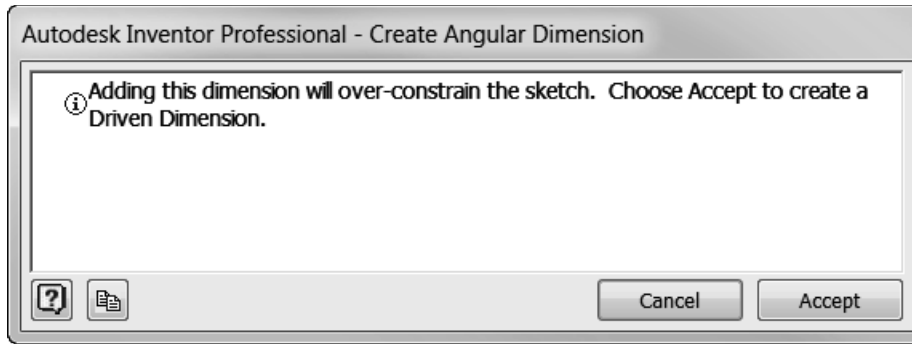 Autodesk Inventor Professional - Create Angular Dimension
Adding this dimension will over-constrain the sketch. Choose Accept to create a
Driven Dimension.
Cancel Accept